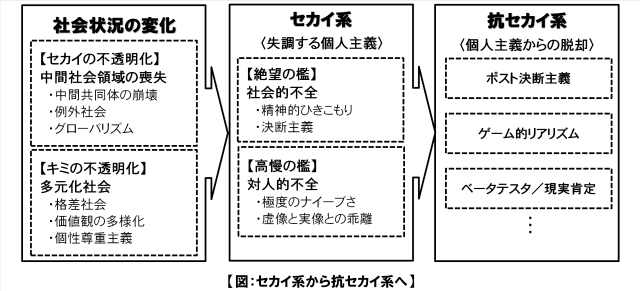 社会状況の変化
【セカイの不透明化】
中間社会領域の喪失
・中間共同体の崩壊
・例外社会
・グローバリズム
【キミの不透明化】
多元化社会
・格差社会
・価値観の多様化
・個性尊重主義
セカイ系
〈失調する個人主義〉
【絶望の檻】
社会的不全
・精神的ひきこもり
・決断主義
【高慢の檻】
対人的不全
・極度のナイーブさ
・虚像と実像との乖離
抗セカイ系
〈個人主義からの脱却〉
ポスト決断主義
ゲーム的リアリズム
ベータテスタ／現実肯定
⋮
【図：セカイ系から抗セカイ系へ】